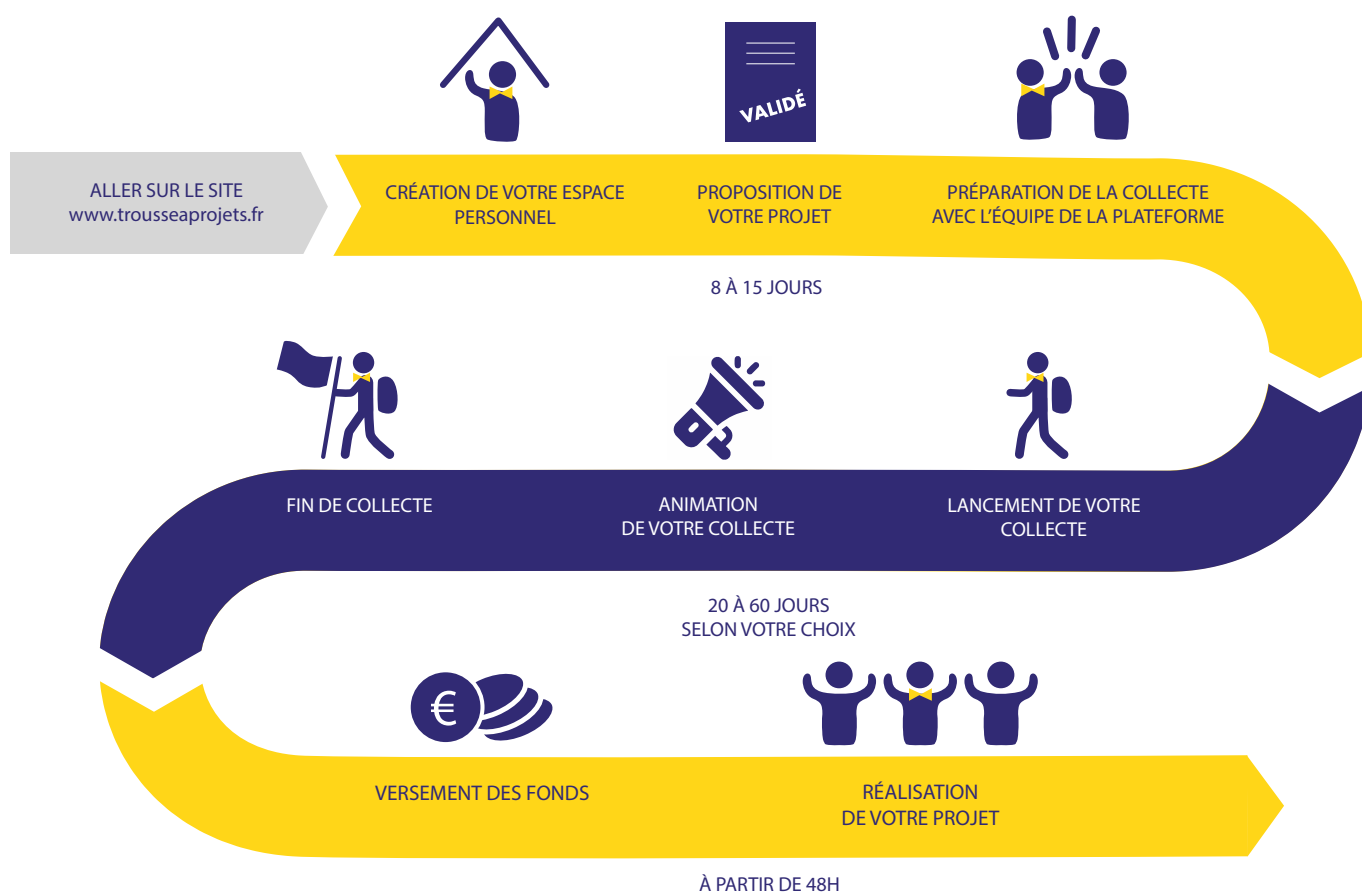 VALIDÉ
ALLER SUR LE SITE
www.trousseaprojets.fr
CRÉATION DE VOTRE ESPACE
PERSONNEL
PROPOSITION DE
VOTRE PROJET
PRÉPARATION DE LA COLLECTE
AVEC L'ÉQUIPE DE LA PLATEFORME
8 À 15 JOURS
LANCEMENT DE VOTRE
COLLECTE
ANIMATION
DE VOTRE COLLECTE
FIN DE COLLECTE
20 À 60 JOURS
SELON VOTRE CHOIX
€
VERSEMENT DES FONDS
RÉALISATION
DE VOTRE PROJET
À PARTIR DE 48H